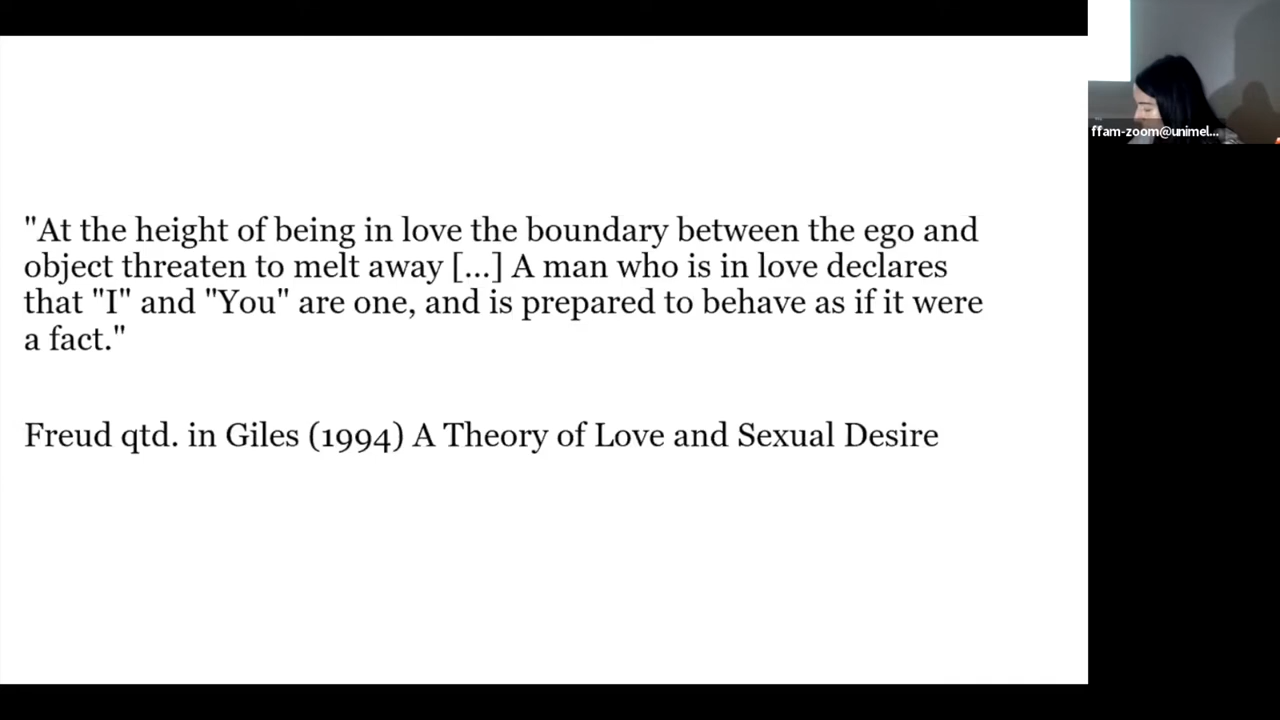 "At the height of being in love the boundary between the ego and
object threaten to melt away [...] A man who is in love declares
that "I" and "You" are one, and is prepared to behave as if it were
a fact."
Freud qtd. in Giles (1994) A Theory of Love and Sexual Desire
ffam-zoom@unimel...